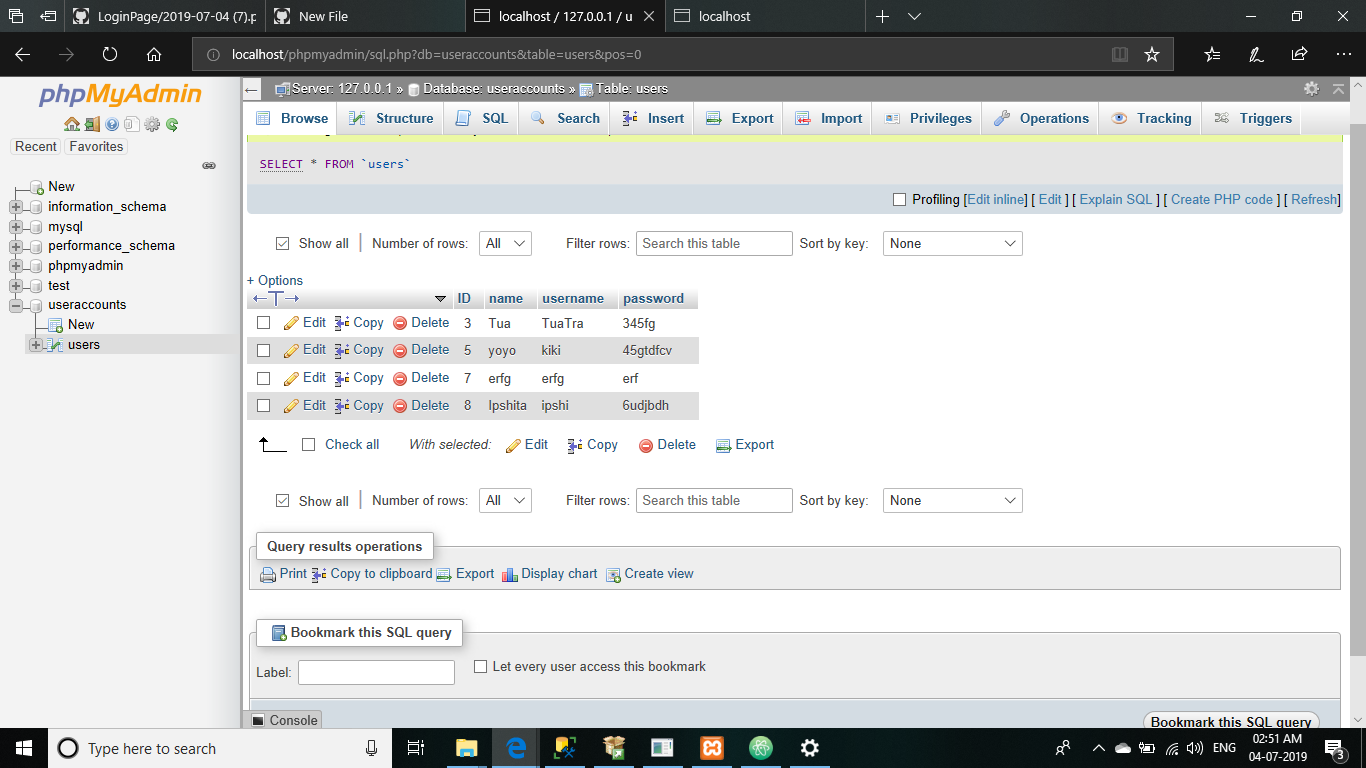 LoginPage/2019-07-04 (7).p
New File
localhost / 127.0.0.1 / u
localhost
localhost/phpmyadmin/sql.php?db=useraccounts&table=users&pos=0
phpMyAdmin
Recent Favorites
New
information_schema
mysql
performance_schema
phpmyadmin
test
useraccounts
New
users
Server: 127.0.0.1 » Database: useraccounts » Table: users
Browse Structure SQL Search Insert Export Import Privileges Operations Tracking Triggers
SELECT * FROM `users`
Profiling [Edit inline] [ Edit ] [ Explain SQL ] [ Create PHP code ] [ Refresh]
Show all | Number of rows: All Filter rows: Search this table Sort by key: None
+ Options
ID name username password
Edit Copy Delete 3 Tua TuaTra 345fg
Edit Copy Delete 5 yoyo kiki 45gtdfcv
Edit Copy Delete 7 erfg erfg erf
Edit Copy Delete 8 Ipshita ipshi 6udjbdh
Check all With selected: Edit Copy Delete Export
Show all | Number of rows: All Filter rows: Search this table Sort by key: None
Query results operations
Print Copy to clipboard Export Display chart Create view
Bookmark this SQL query
Label: Let every user access this bookmark
Console
Bookmark this SQL query
Type here to search
ENG
02:51 AM
04-07-2019
3